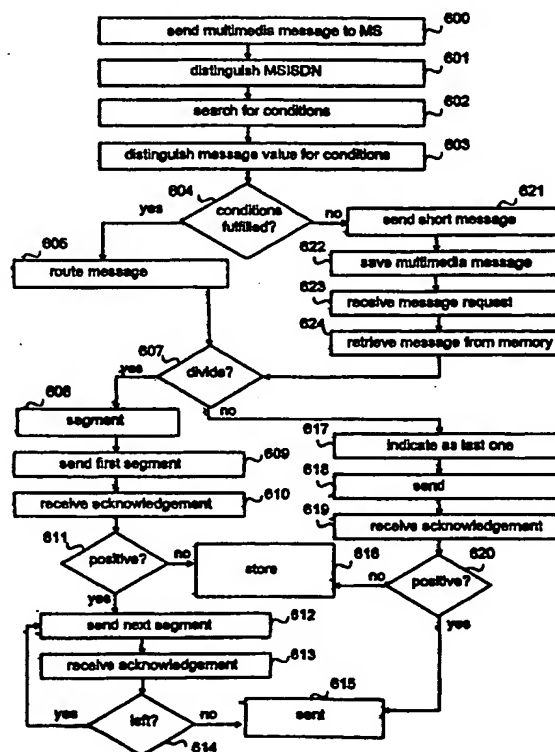 send multimedia message to MS
600
distinguish MSISDN
601
search for conditions
602
distinguish message value for conditions
603
604
conditions
futfilled?
yes
no
605
route message
621
send short message
622
save multimedia message
623
receive message request
624
retrieve message from memory
607
divide?
yes
no
608
segment
send first segment
609
receive acknowledgement
610
611
positive?
no
yes
617
indicate as last one
618
send
619
receive acknowledgement
620
positive?
no
yes
616
store
send next segment
612
receive acknowledgement
613
left?
yes
no
614
615
sent